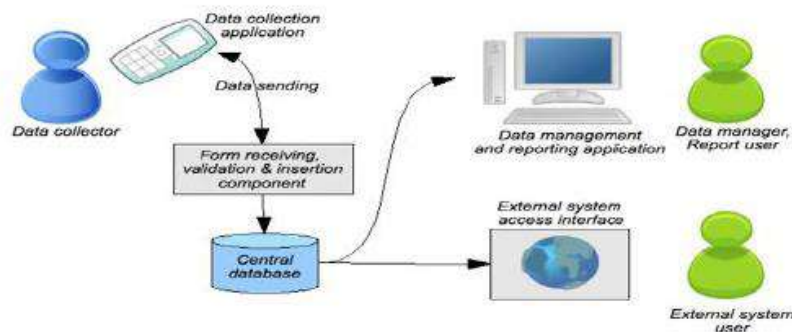 Data collection
application
Data sending
Data collector
Form receiving,
validation & insertion
component
Central
database
Data management
and reporting application
Data manager,
Report user
External system
access interface
External system
user